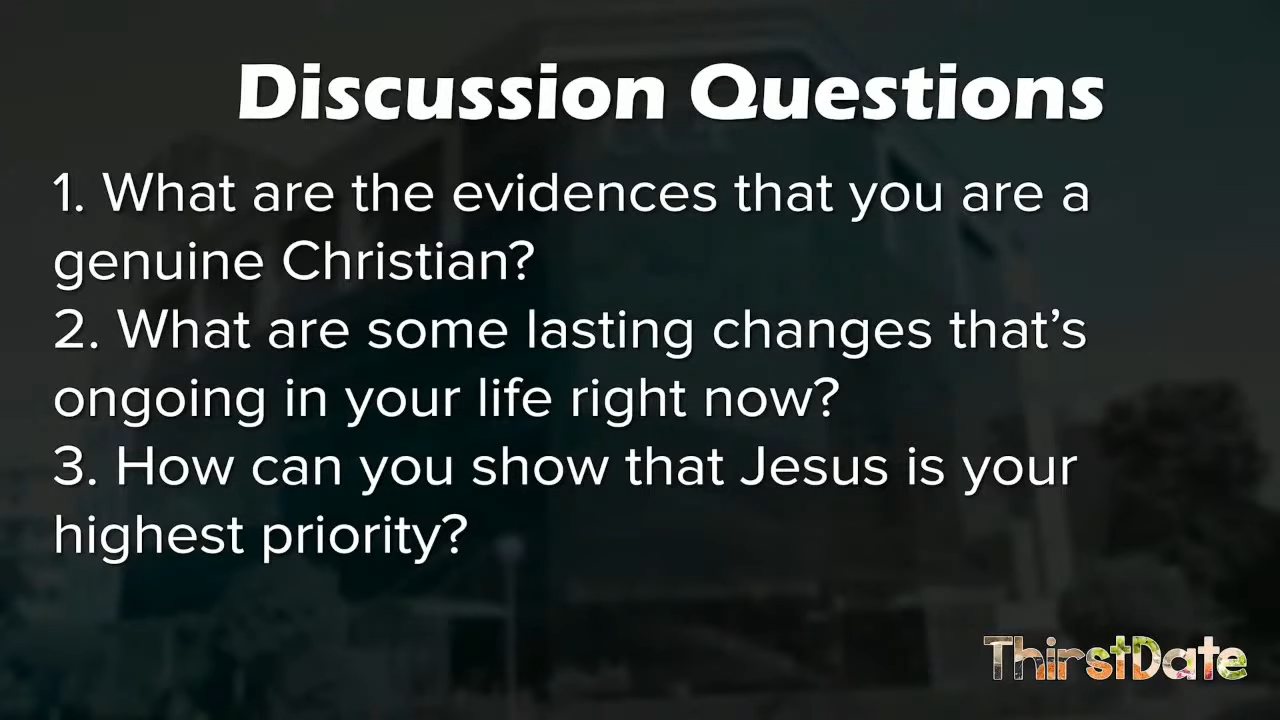 Discussion Questions
1. What are the evidences that you are a
genuine Christian?
2. What are some lasting changes that’s
ongoing in your life right now?
3. How can you show that Jesus is your
highest priority?
ThirstDate